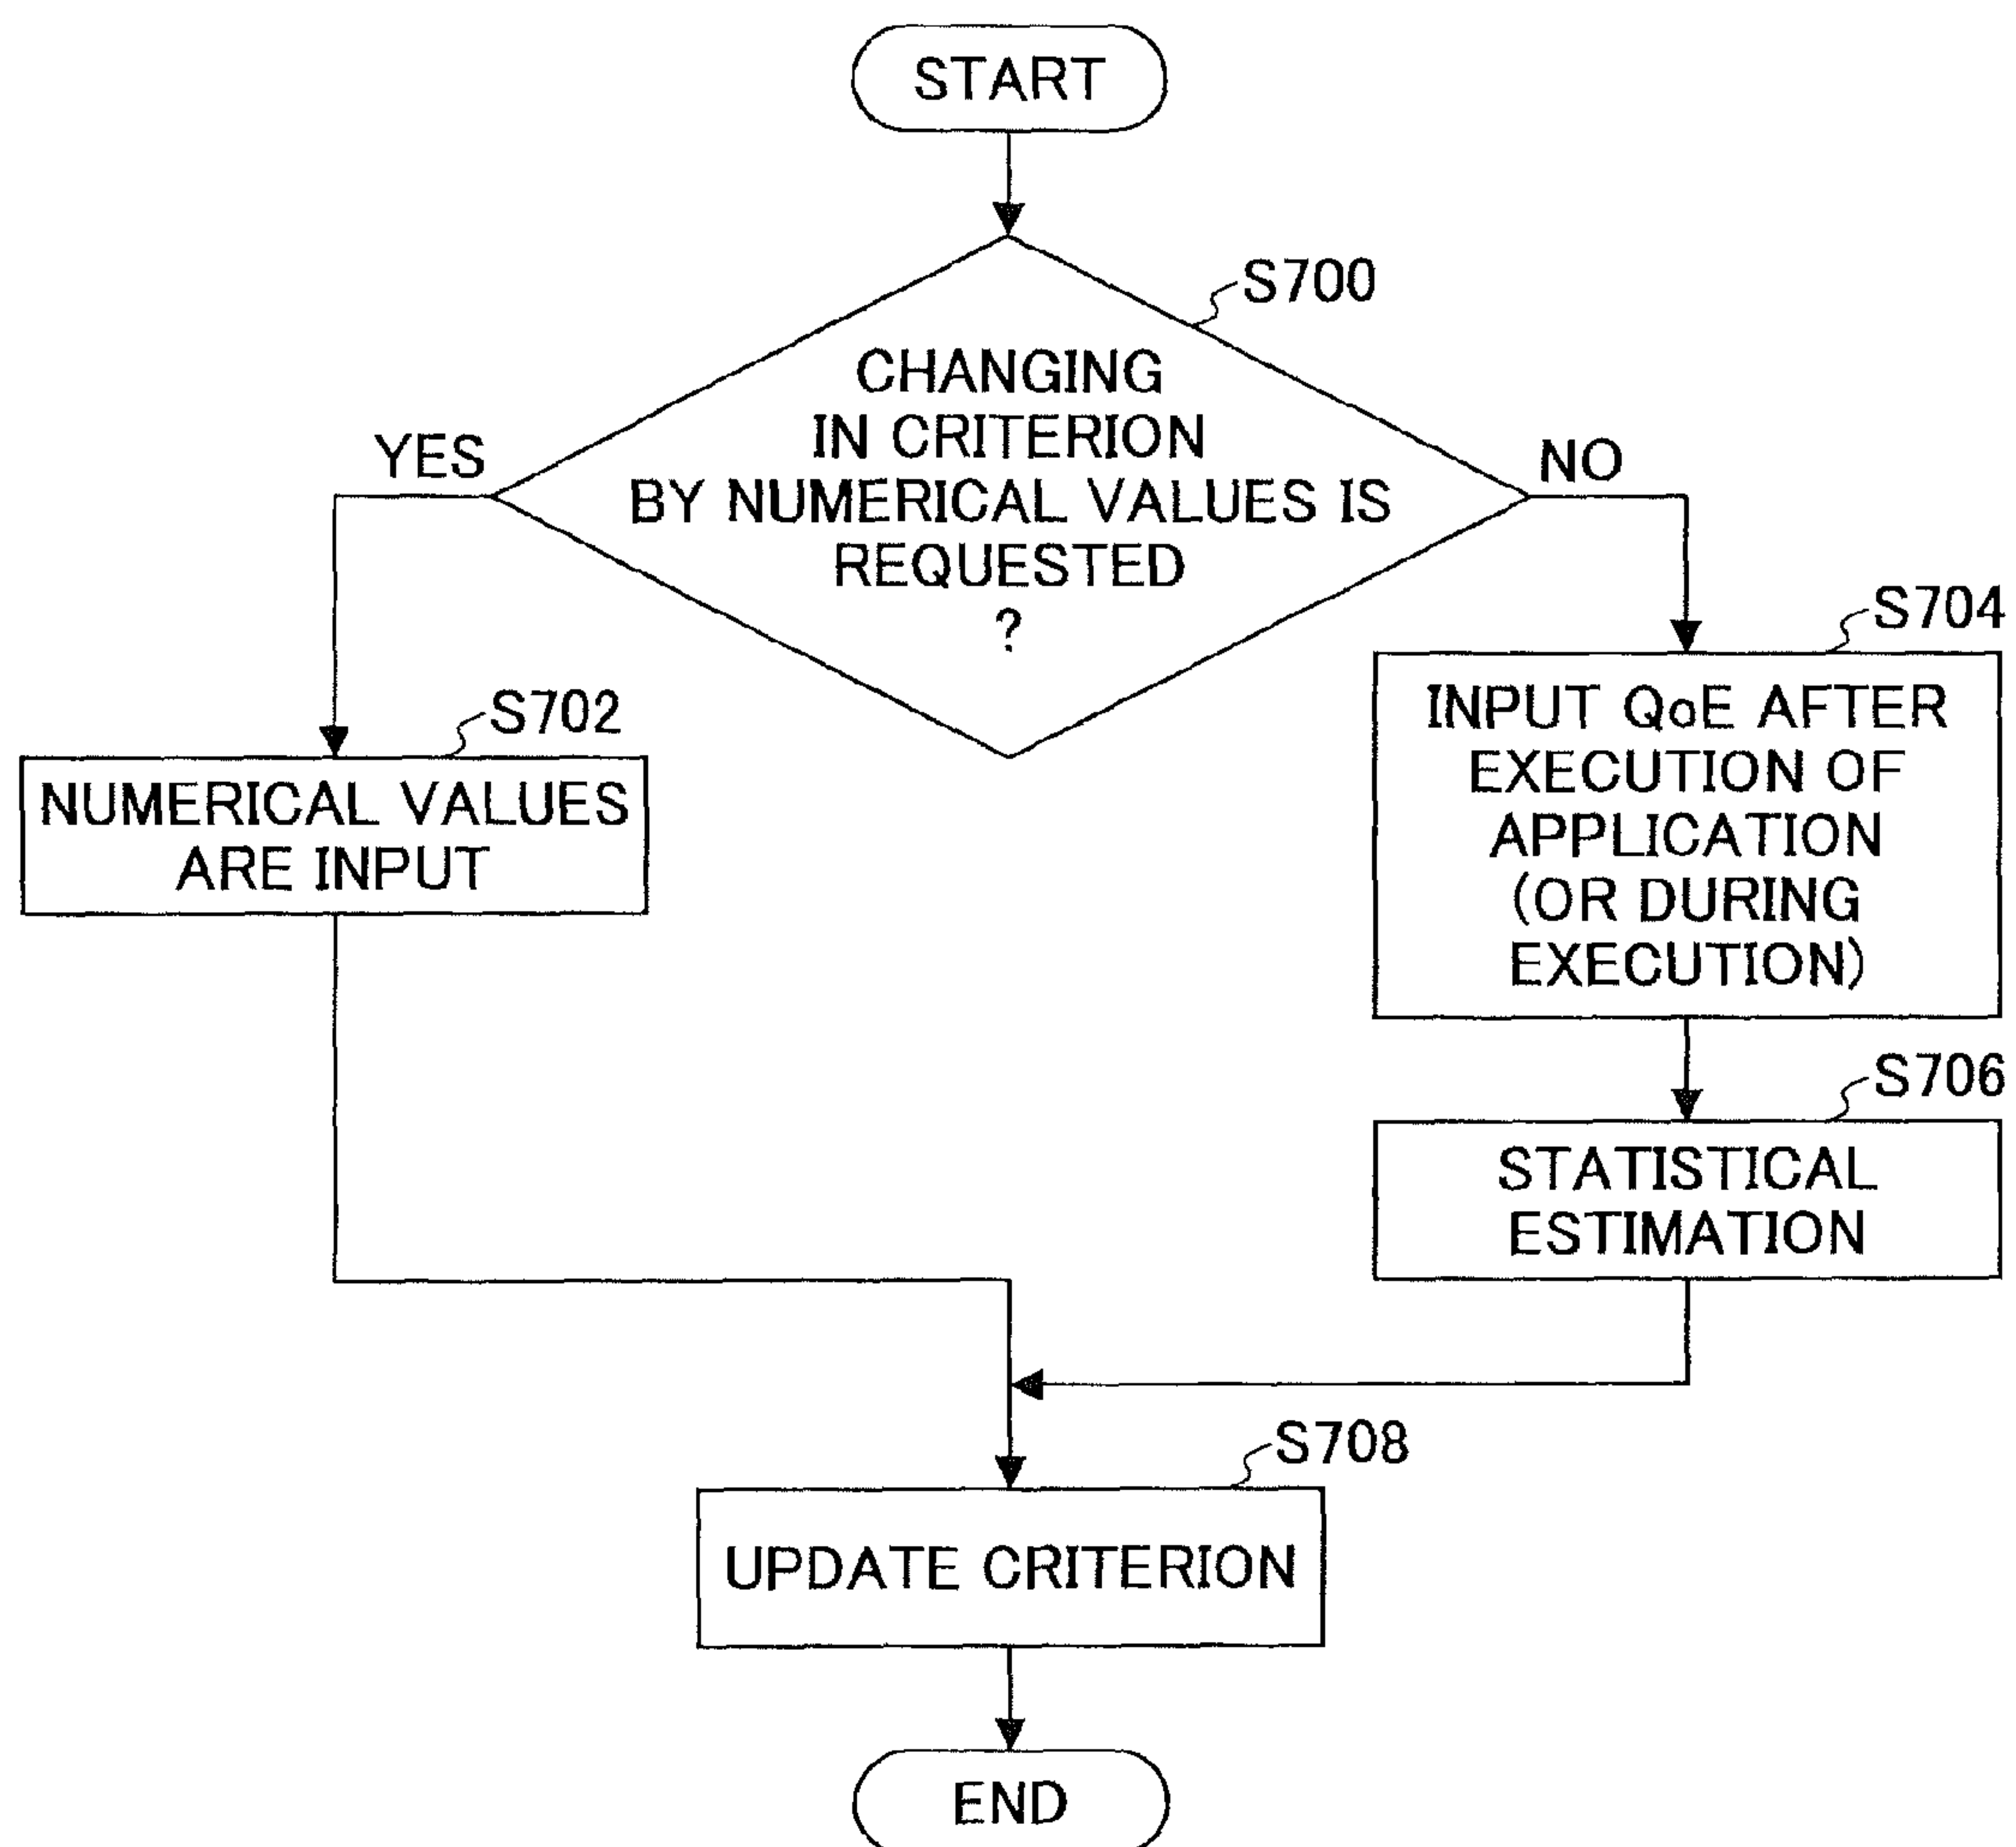 START
S700
CHANGING
IN CRITERION
BY NUMERICAL VALUES IS
REQUESTED
?
YES
NO
S702
NUMERICAL VALUES
ARE INPUT
S704
INPUT QoE AFTER
EXECUTION OF
APPLICATION
(OR DURING
EXECUTION)
S706
STATISTICAL
ESTIMATION
S708
UPDATE CRITERION
END